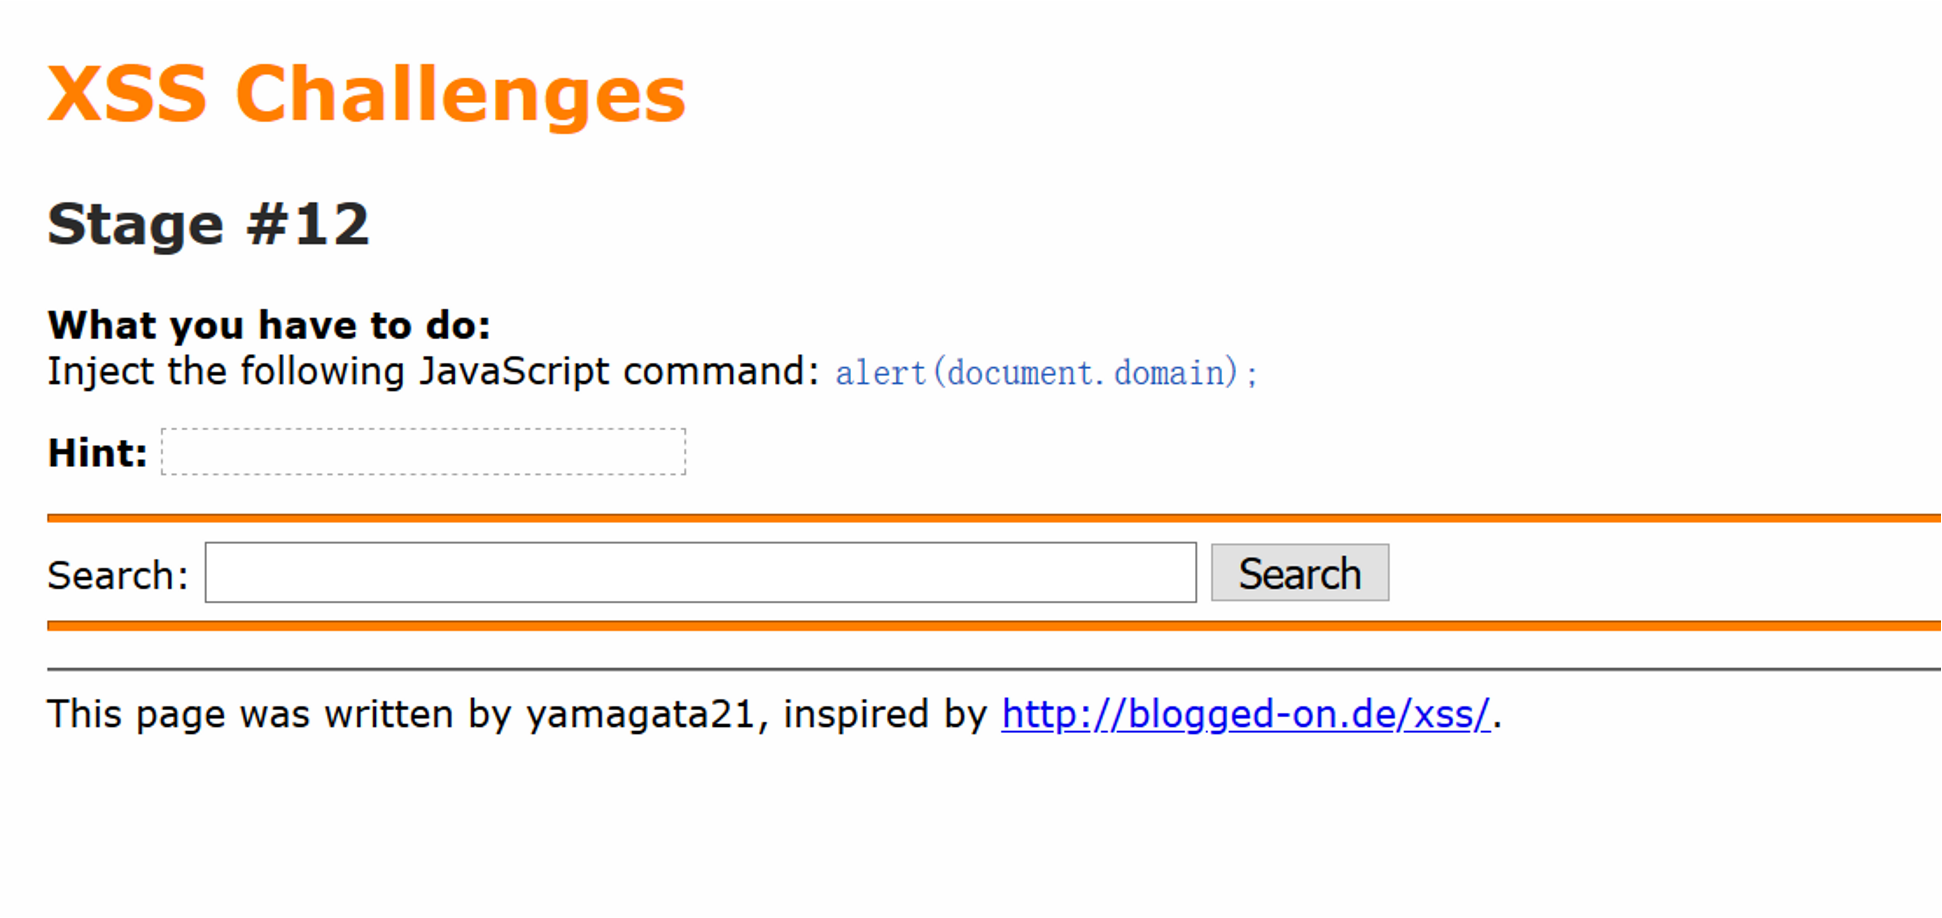 XSS Challenges
Stage #12
What you have to do:
Inject the following JavaScript command: alert(document.domain);
Hint:
Search: Search
This page was written by yamagata21, inspired by http://blogged-on.de/xss/.